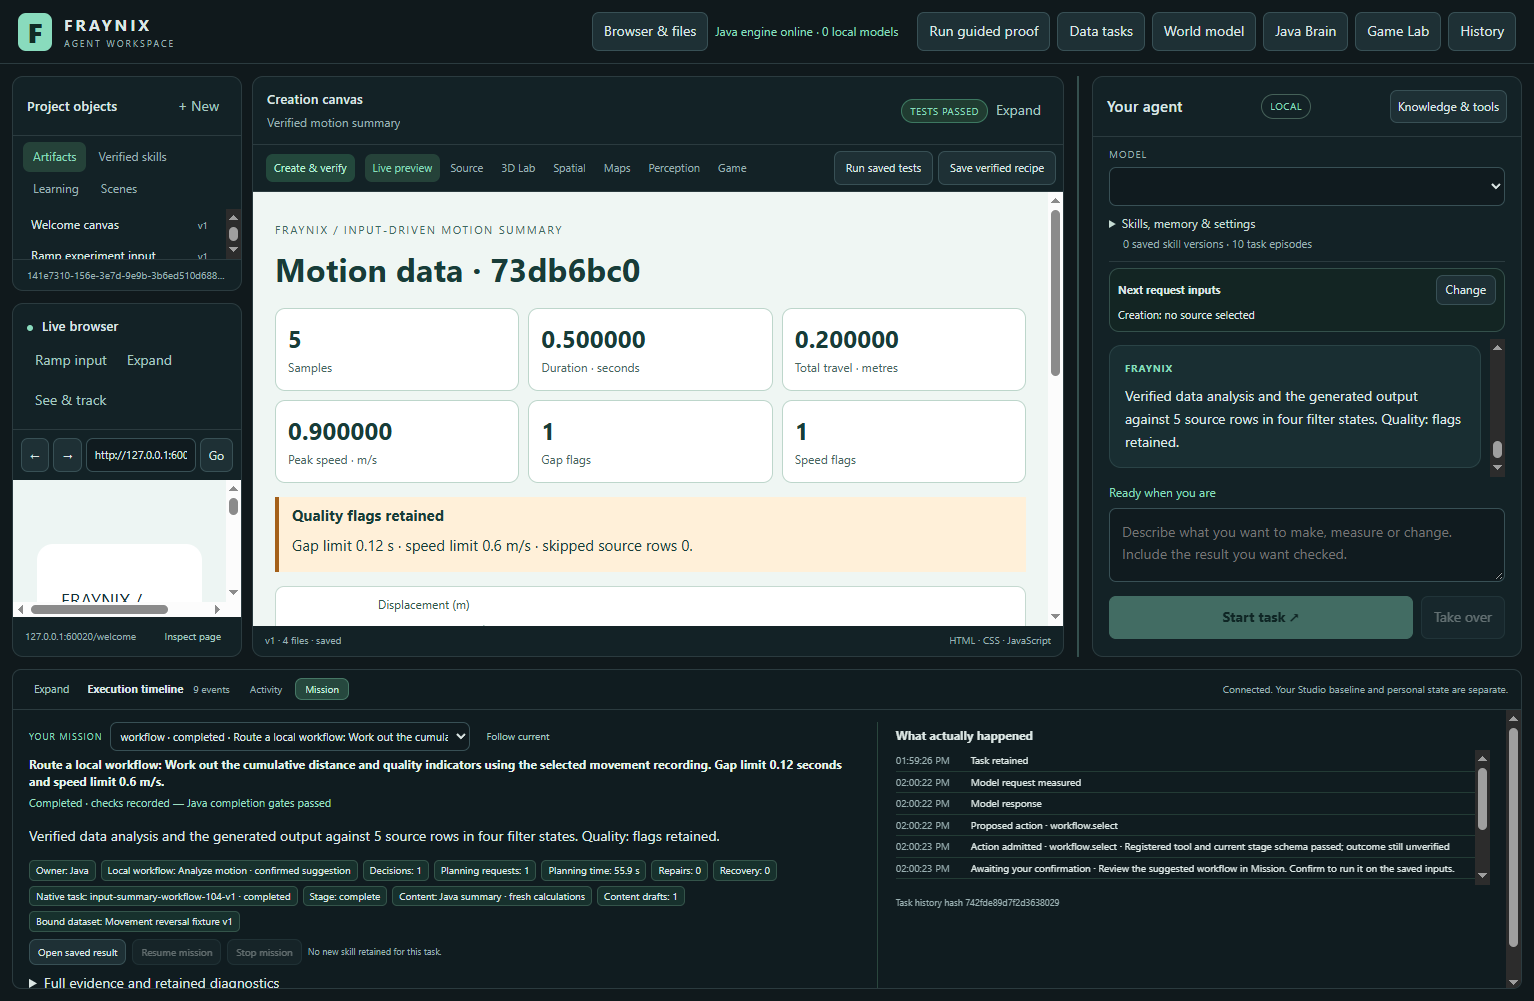 F
FRAYNIX
AGENT WORKSPACE
Browser & files
Java engine online · 0 local models
Run guided proof
Data tasks
World model
Java Brain
Game Lab
History
Project objects
+ New
Artifacts
Verified skills
Learning
Scenes
Welcome canvas
v1
Ramp experiment input
v1
141e7310-156e-3e7d-9e9b-3b6ed510d688...
Live browser
Ramp input
Expand
See & track
←
→
http://127.0.0.1:600
Go
FRAYNIX /
127.0.0.1:60020/welcome
Inspect page
Creation canvas
Verified motion summary
TESTS PASSED
Expand
Create & verify
Live preview
Source
3D Lab
Spatial
Maps
Perception
Game
Run saved tests
Save verified recipe
FRAYNIX / INPUT-DRIVEN MOTION SUMMARY
Motion data · 73db6bc0
5
Samples
0.500000
Duration · seconds
0.200000
Total travel · metres
0.900000
Peak speed · m/s
1
Gap flags
1
Speed flags
Quality flags retained
Gap limit 0.12 s · speed limit 0.6 m/s · skipped source rows 0.
Displacement (m)
v1 · 4 files · saved
HTML · CSS · JavaScript
Your agent
LOCAL
Knowledge & tools
MODEL
Skills, memory & settings
0 saved skill versions · 10 task episodes
Next request inputs
Change
Creation: no source selected
FRAYNIX
Verified data analysis and the generated output
against 5 source rows in four filter states. Quality: flags
retained.
Ready when you are
Describe what you want to make, measure or change.
Include the result you want checked.
Start task ↗
Take over
Expand
Execution timeline
9 events
Activity
Mission
Connected. Your Studio baseline and personal state are separate.
YOUR MISSION
workflow · completed · Route a local workflow: Work out the cumula
Follow current
Route a local workflow: Work out the cumulative distance and quality indicators using the selected movement recording. Gap limit 0.12 seconds
and speed limit 0.6 m/s.
Completed · checks recorded — Java completion gates passed
Verified data analysis and the generated output against 5 source rows in four filter states. Quality: flags retained.
Owner: Java
Local workflow: Analyze motion · confirmed suggestion
Decisions: 1
Planning requests: 1
Planning time: 55.9 s
Repairs: 0
Recovery: 0
Native task: input-summary-workflow-104-v1 · completed
Stage: complete
Content: Java summary · fresh calculations
Content drafts: 1
Bound dataset: Movement reversal fixture v1
Open saved result
Resume mission
Stop mission
No new skill retained for this task.
Full evidence and retained diagnostics
What actually happened
01:59:26 PM Task retained
02:00:22 PM Model request measured
02:00:22 PM Model response
02:00:22 PM Proposed action · workflow.select
02:00:23 PM Action admitted · workflow.select · Registered tool and current stage schema passed; outcome still unverified
02:00:23 PM Awaiting your confirmation · Review the suggested workflow in Mission. Confirm to run it on the saved inputs.
Task history hash 742fde89d7f2d3638029